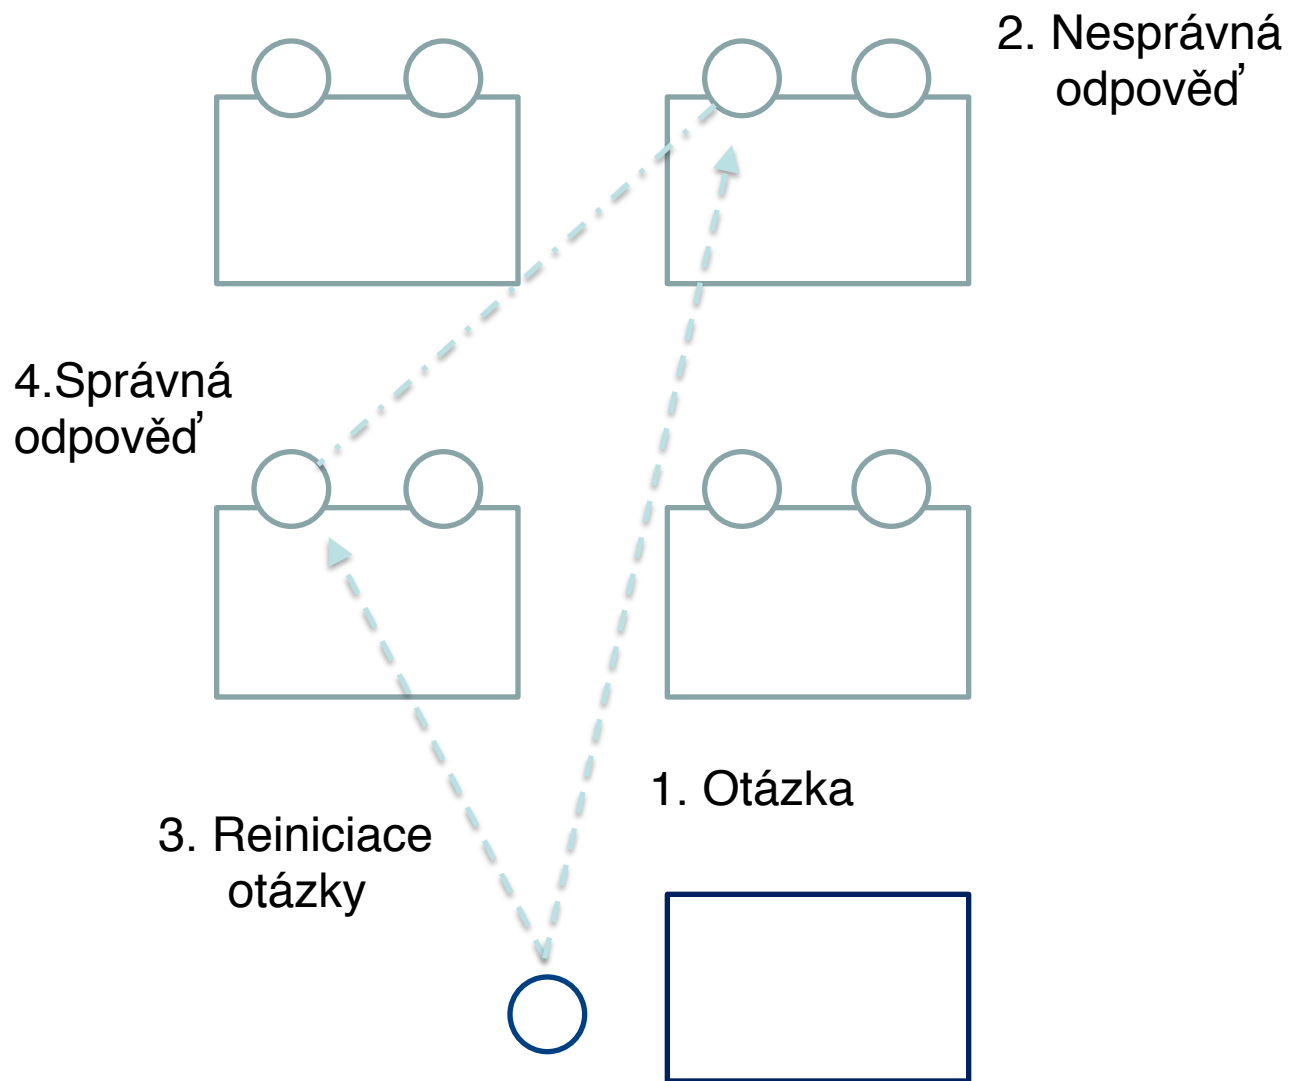 2. Nesprávná
odpověď
4.Správná
odpověď
1. Otázka
3. Reiniciace
otázky